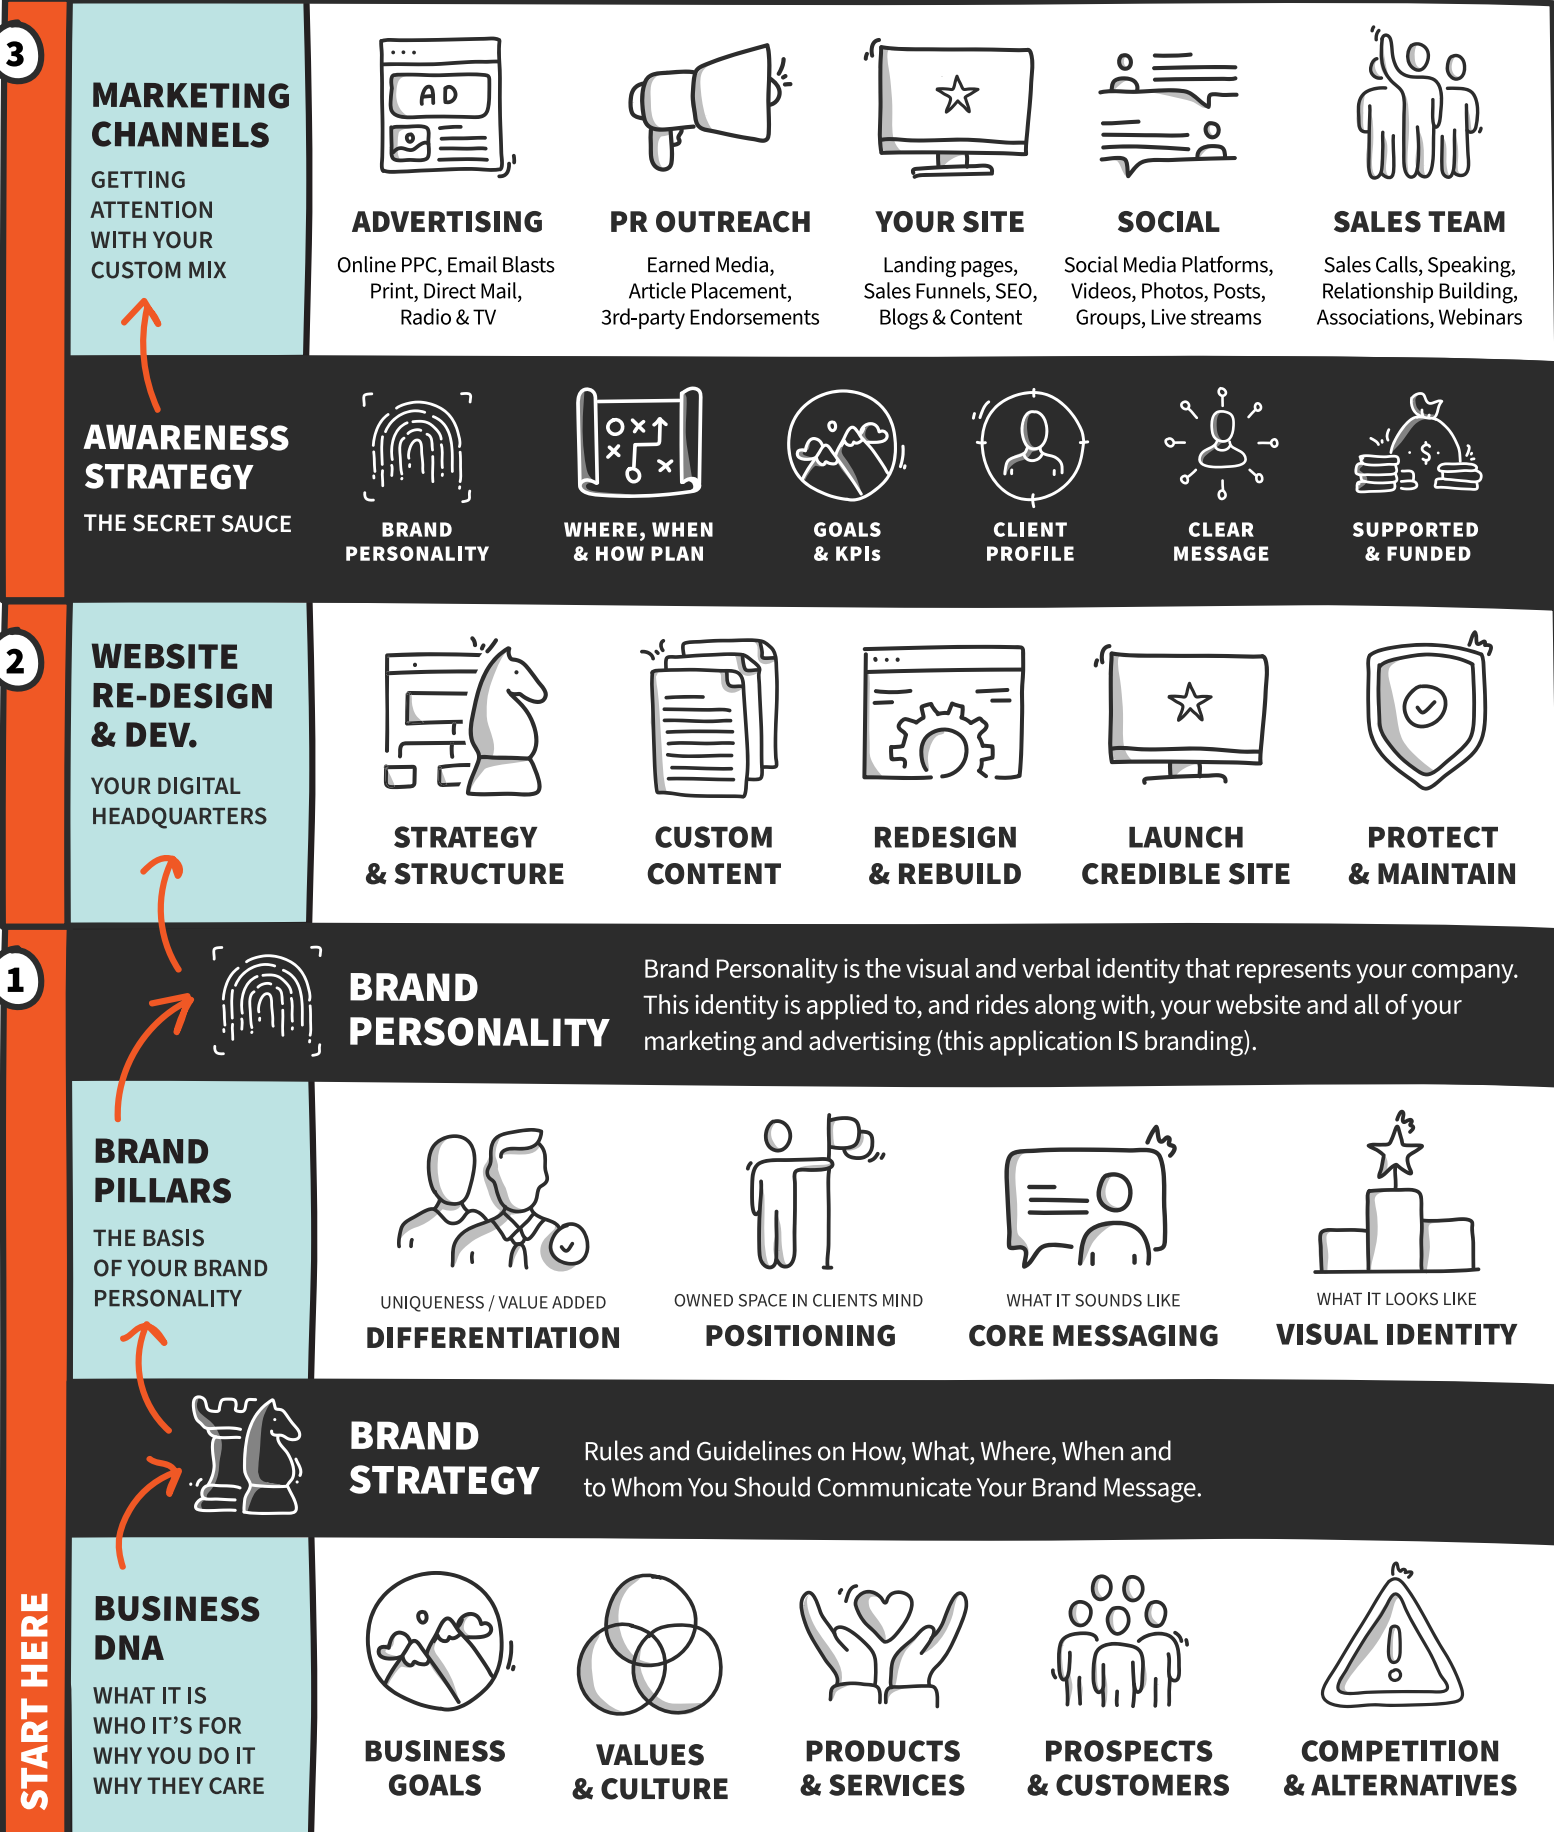 3
MARKETING
CHANNELS
GETTING
ATTENTION
WITH YOUR
CUSTOM MIX
AD
ADVERTISING
Online PPC, Email Blasts
Print, Direct Mail,
Radio & TV
PR OUTREACH
Earned Media,
Article Placement,
3rd-party Endorsements
YOUR SITE
Landing pages,
Sales Funnels, SEO,
Blogs & Content
SOCIAL
Social Media Platforms,
Videos, Photos, Posts,
Groups, Live streams
SALES TEAM
Sales Calls, Speaking,
Relationship Building,
Associations, Webinars
AWARENESS
STRATEGY
THE SECRET SAUCE
BRAND
PERSONALITY
WHERE, WHEN
& HOW PLAN
GOALS
& KPIs
CLIENT
PROFILE
CLEAR
MESSAGE
$
SUPPORTED
& FUNDED
2
WEBSITE
RE-DESIGN
& DEV.
YOUR DIGITAL
HEADQUARTERS
STRATEGY
& STRUCTURE
CUSTOM
CONTENT
REDESIGN
& REBUILD
LAUNCH
CREDIBLE SITE
PROTECT
& MAINTAIN
1
BRAND
PERSONALITY
Brand Personality is the visual and verbal identity that represents your company.
This identity is applied to, and rides along with, your website and all of your
marketing and advertising (this application IS branding).
BRAND
PILLARS
THE BASIS
OF YOUR BRAND
PERSONALITY
UNIQUENESS / VALUE ADDED
DIFFERENTIATION
OWNED SPACE IN CLIENTS MIND
POSITIONING
WHAT IT SOUNDS LIKE
CORE MESSAGING
WHAT IT LOOKS LIKE
VISUAL IDENTITY
BRAND
STRATEGY
Rules and Guidelines on How, What, Where, When and
to Whom You Should Communicate Your Brand Message.
START HERE
BUSINESS
DNA
WHAT IT IS
WHO IT'S FOR
WHY YOU DO IT
WHY THEY CARE
BUSINESS
GOALS
VALUES
& CULTURE
PRODUCTS
& SERVICES
PROSPECTS
& CUSTOMERS
COMPETITION
& ALTERNATIVES